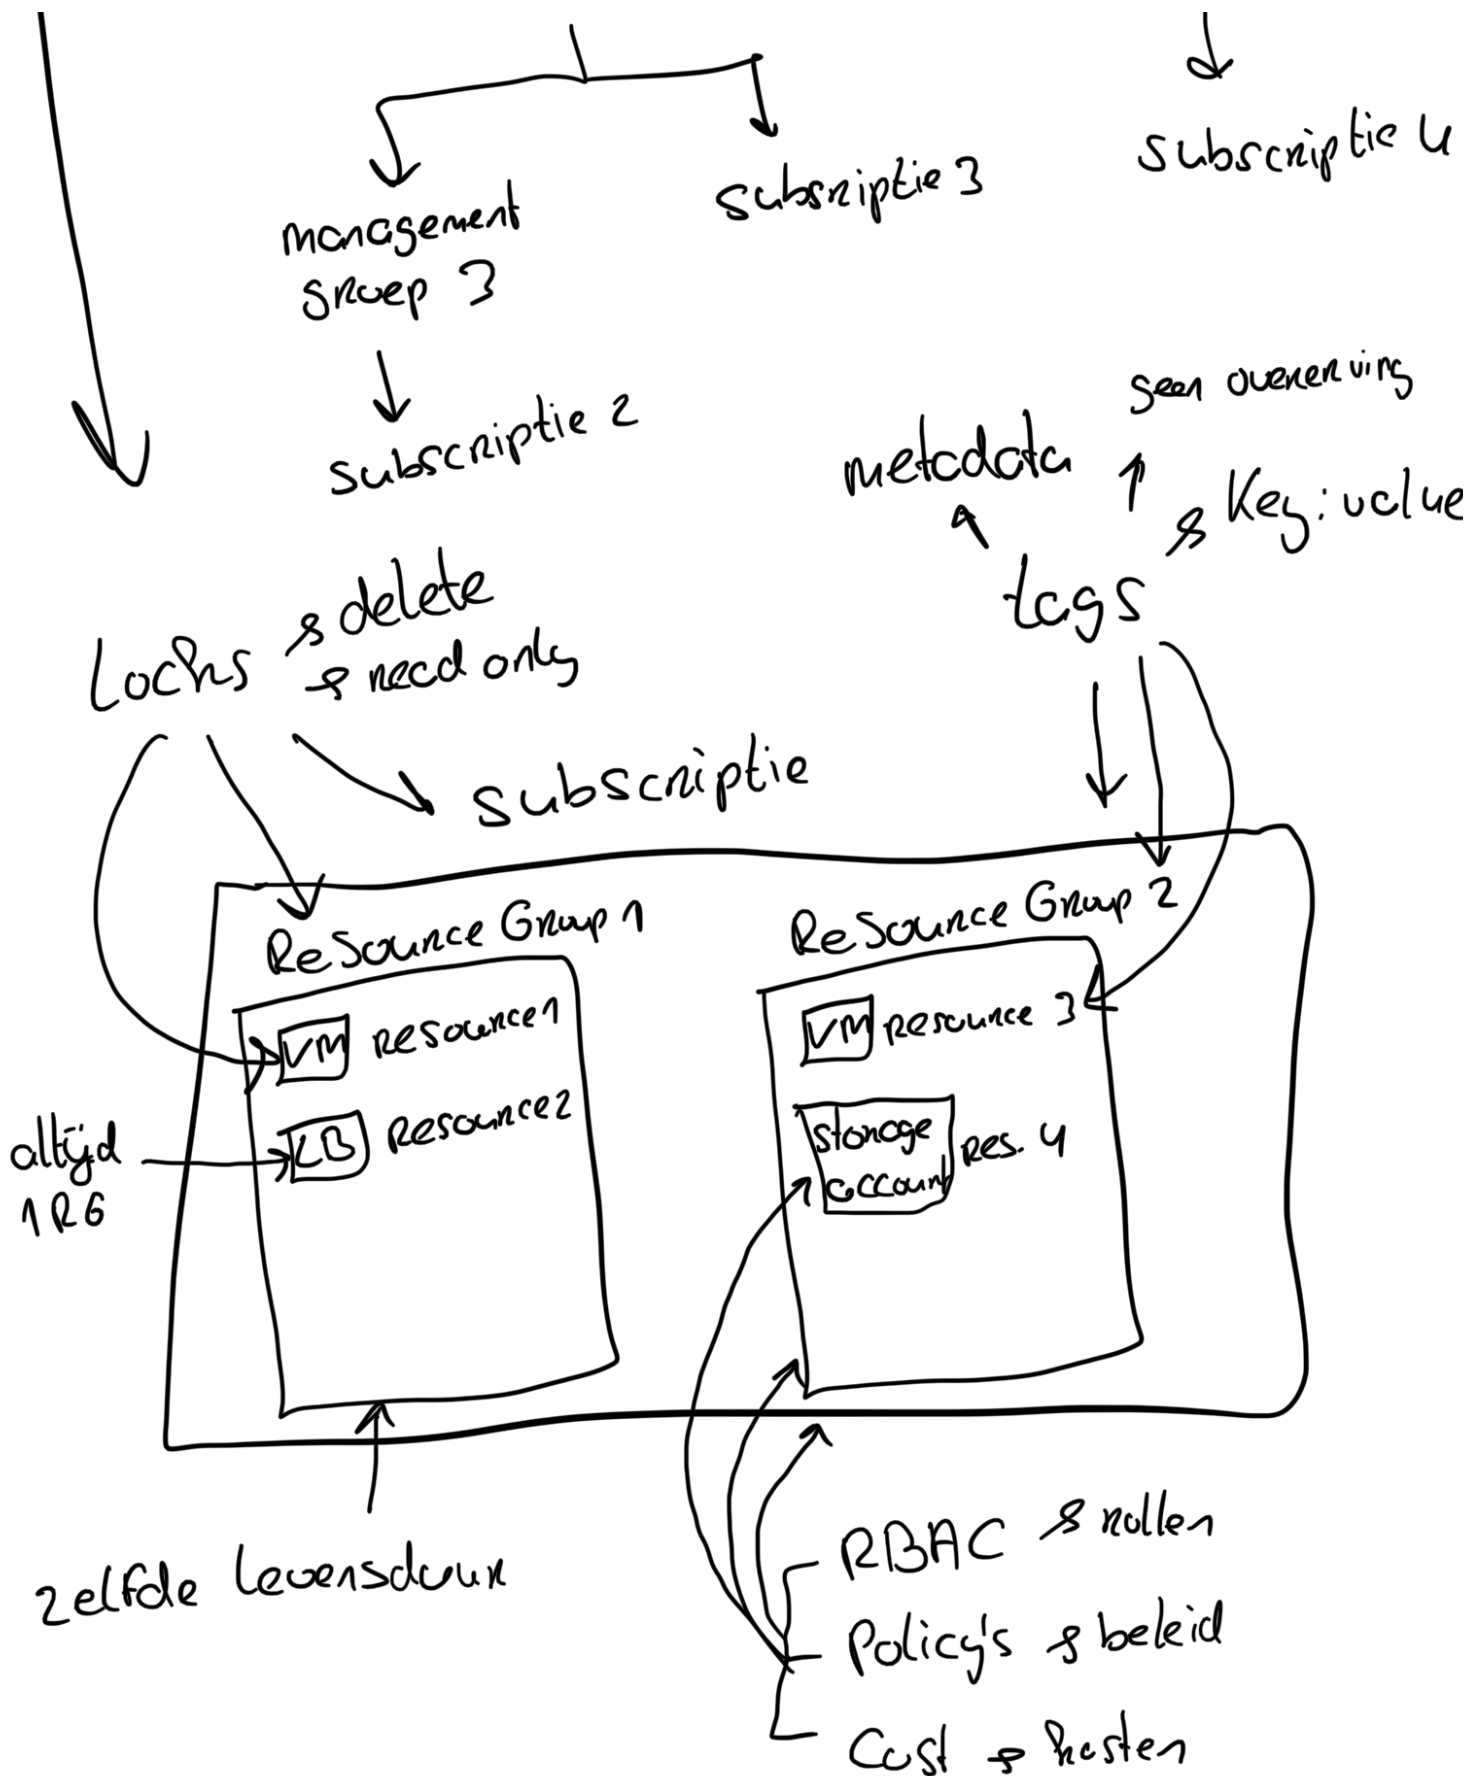 subscriptie 4
subsriptie 3
management
groep 3
subscriptie 2
geen overerving
metadata
Key: value
tags
Locks → delete
→ read only
subscriptie
Resource Group 1
Resource Group 2
VM resource 1
VM resource 3
LB Resource 2
storage
account
Res. 4
altijd
1 RG
zelfde levensduur
RBAC → rollen
Policy's → beleid
Cost → kosten